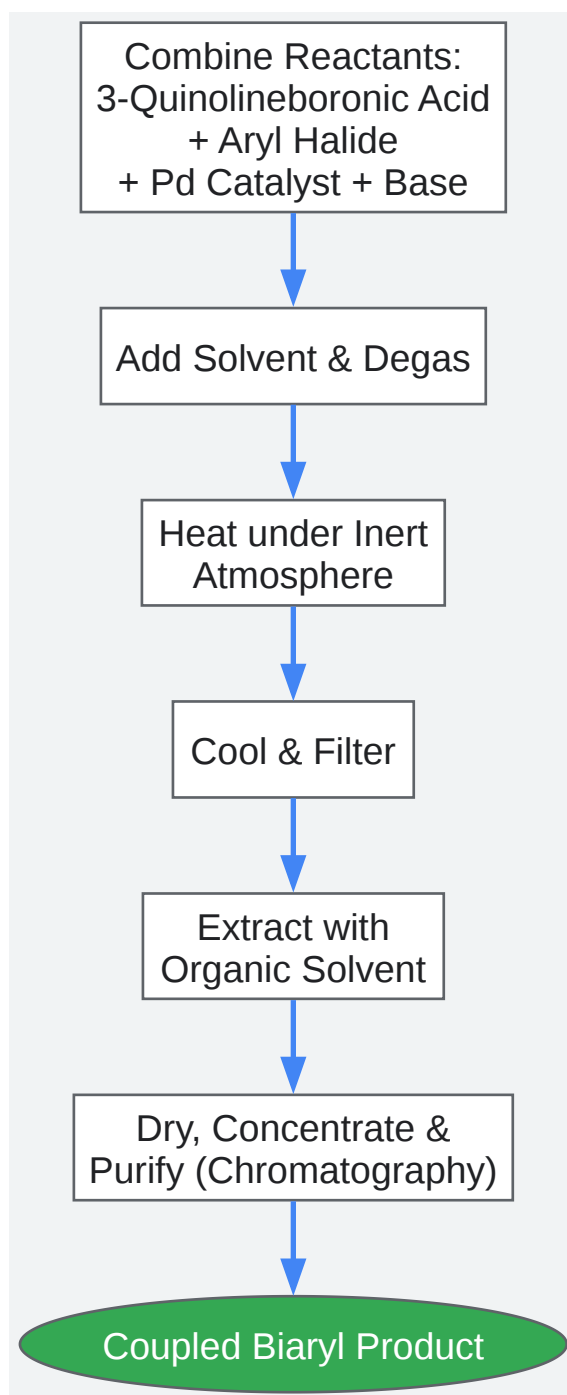 Combine Reactants:
3-Quinolineboronic Acid
+ Aryl Halide
+ Pd Catalyst + Base
Add Solvent & Degas
Heat under Inert
Atmosphere
Cool & Filter
Extract with
Organic Solvent
Dry, Concentrate &
Purify (Chromatography)
Coupled Biaryl Product